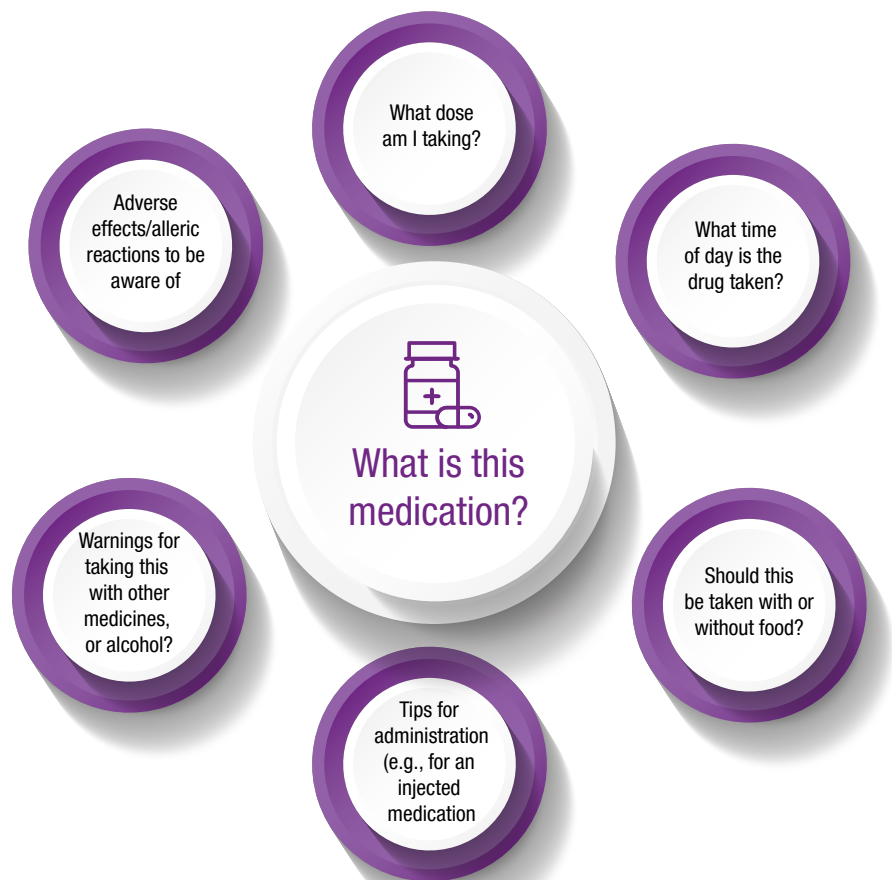 What dose
am I taking?
Adverse
effects/alleric
reactions to be
aware of
What time
of day is the
drug taken?
What is this
medication?
Warnings for
taking this
with other
medicines,
or alcohol?
Should this
be taken with or
without food?
Tips for
administration
(e.g., for an
injected
medication